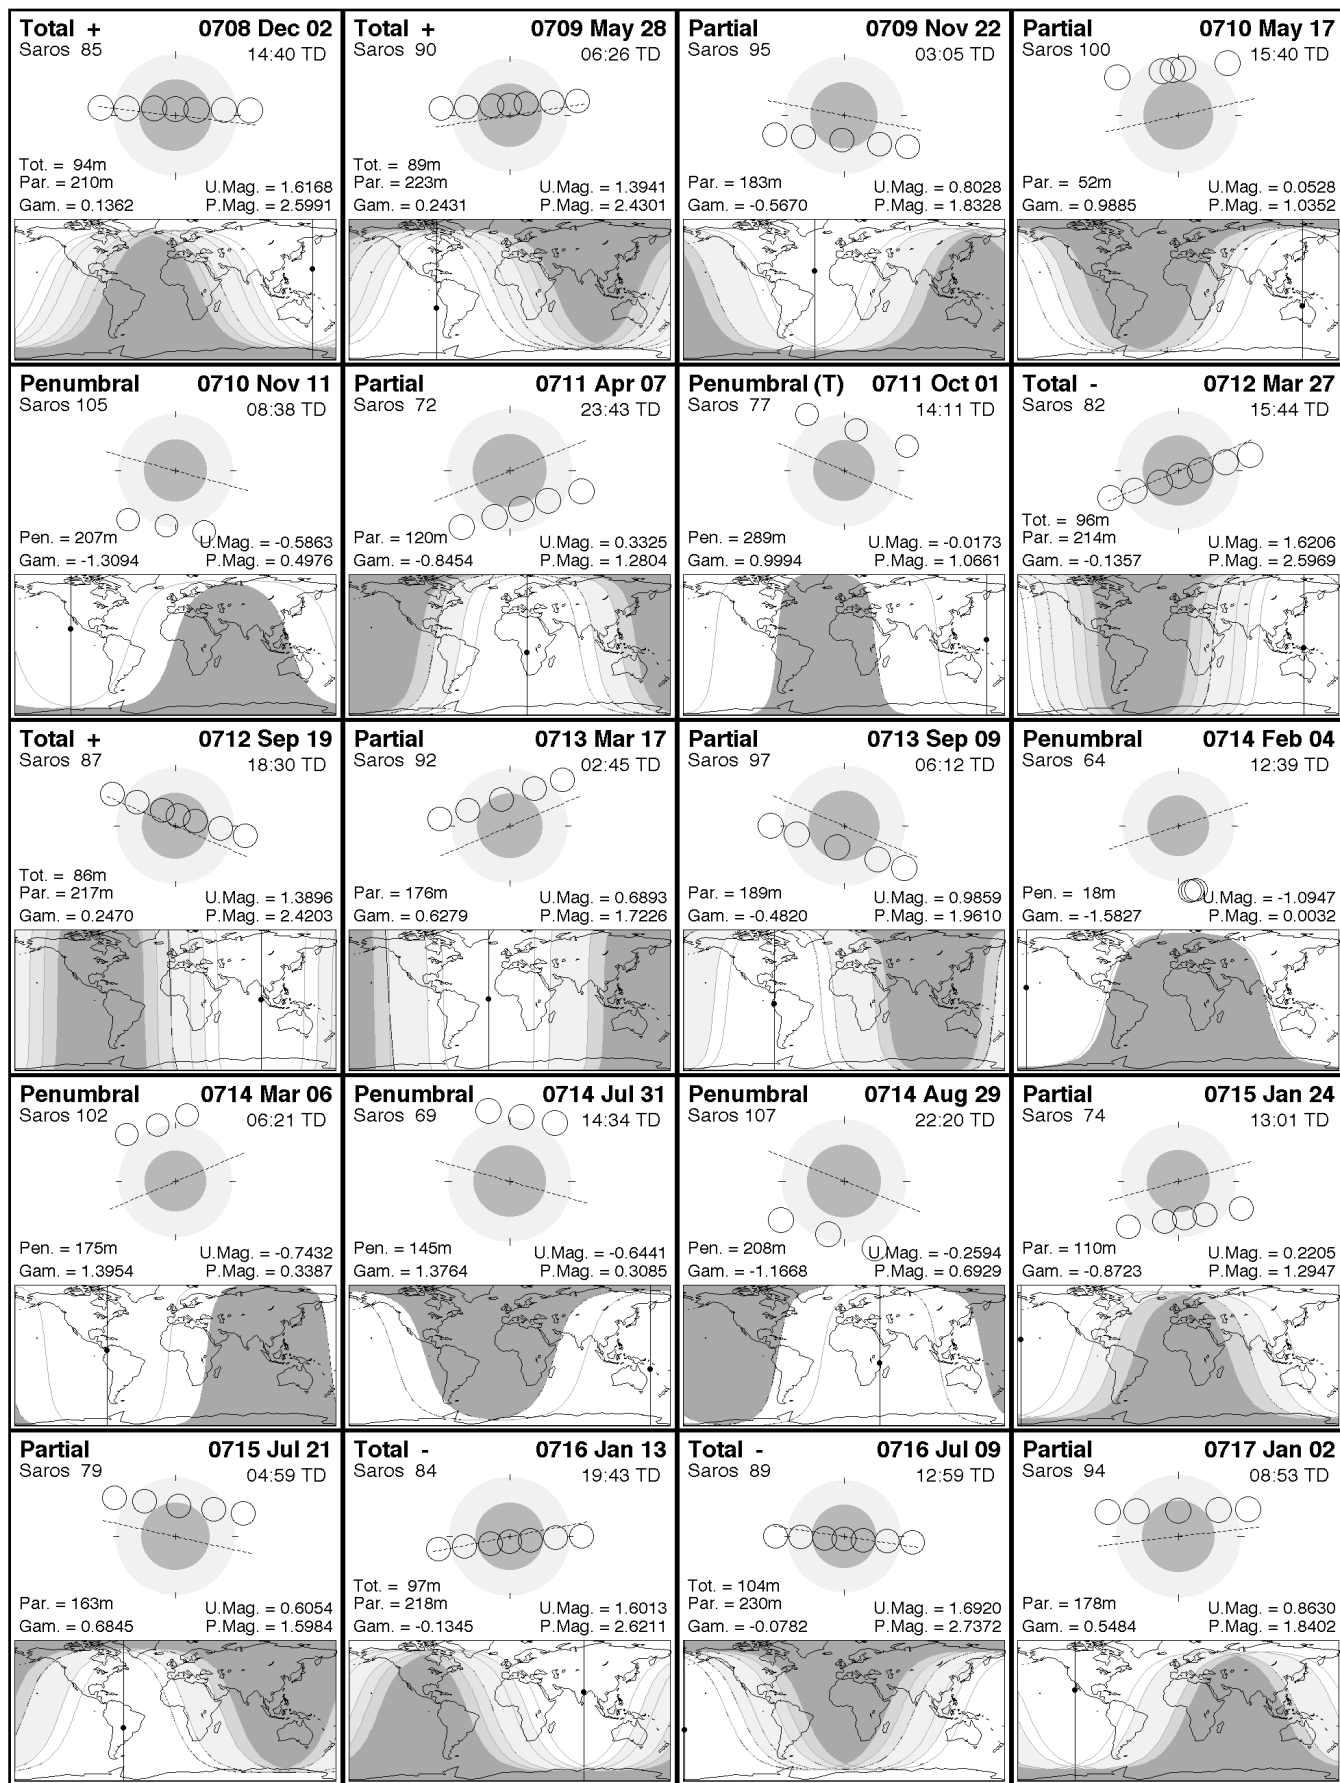 Total + 0708 Dec 02
Saros 85 14:40 TD
Tot. = 94m
Par. = 210m U.Mag. = 1.6168
Gam. = 0.1362 P.Mag. = 2.5991
Total + 0709 May 28
Saros 90 06:26 TD
Tot. = 89m
Par. = 223m U.Mag. = 1.3941
Gam. = 0.2431 P.Mag. = 2.4301
Partial 0709 Nov 22
Saros 95 03:05 TD
Par. = 183m U.Mag. = 0.8028
Gam. = -0.5670 P.Mag. = 1.8328
Partial 0710 May 17
Saros 100 15:40 TD
Par. = 52m U.Mag. = 0.0528
Gam. = 0.9885 P.Mag. = 1.0352
Penumbral 0710 Nov 11
Saros 105 08:38 TD
Pen. = 207m U.Mag. = -0.5863
Gam. = -1.3094 P.Mag. = 0.4976
Partial 0711 Apr 07
Saros 72 23:43 TD
Par. = 120m U.Mag. = 0.3325
Gam. = -0.8454 P.Mag. = 1.2804
Penumbral (T) 0711 Oct 01
Saros 77 14:11 TD
Pen. = 289m U.Mag. = -0.0173
Gam. = 0.9994 P.Mag. = 1.0661
Total - 0712 Mar 27
Saros 82 15:44 TD
Tot. = 96m
Par. = 214m U.Mag. = 1.6206
Gam. = -0.1357 P.Mag. = 2.5969
Total + 0712 Sep 19
Saros 87 18:30 TD
Tot. = 86m
Par. = 217m U.Mag. = 1.3896
Gam. = 0.2470 P.Mag. = 2.4203
Partial 0713 Mar 17
Saros 92 02:45 TD
Par. = 176m U.Mag. = 0.6893
Gam. = 0.6279 P.Mag. = 1.7226
Partial 0713 Sep 09
Saros 97 06:12 TD
Par. = 189m U.Mag. = 0.9859
Gam. = -0.4820 P.Mag. = 1.9610
Penumbral 0714 Feb 04
Saros 64 12:39 TD
Pen. = 18m U.Mag. = -1.0947
Gam. = -1.5827 P.Mag. = 0.0032
Penumbral 0714 Mar 06
Saros 102 06:21 TD
Pen. = 175m U.Mag. = -0.7432
Gam. = 1.3954 P.Mag. = 0.3387
Penumbral 0714 Jul 31
Saros 69 14:34 TD
Pen. = 145m U.Mag. = -0.6441
Gam. = 1.3764 P.Mag. = 0.3085
Penumbral 0714 Aug 29
Saros 107 22:20 TD
Pen. = 208m U.Mag. = -0.2594
Gam. = -1.1668 P.Mag. = 0.6929
Partial 0715 Jan 24
Saros 74 13:01 TD
Par. = 110m U.Mag. = 0.2205
Gam. = -0.8723 P.Mag. = 1.2947
Partial 0715 Jul 21
Saros 79 04:59 TD
Par. = 163m U.Mag. = 0.6054
Gam. = 0.6845 P.Mag. = 1.5984
Total - 0716 Jan 13
Saros 84 19:43 TD
Tot. = 97m
Par. = 218m U.Mag. = 1.6013
Gam. = -0.1345 P.Mag. = 2.6211
Total - 0716 Jul 09
Saros 89 12:59 TD
Tot. = 104m
Par. = 230m U.Mag. = 1.6920
Gam. = -0.0782 P.Mag. = 2.7372
Partial 0717 Jan 02
Saros 94 08:53 TD
Par. = 178m U.Mag. = 0.8630
Gam. = 0.5484 P.Mag. = 1.8402